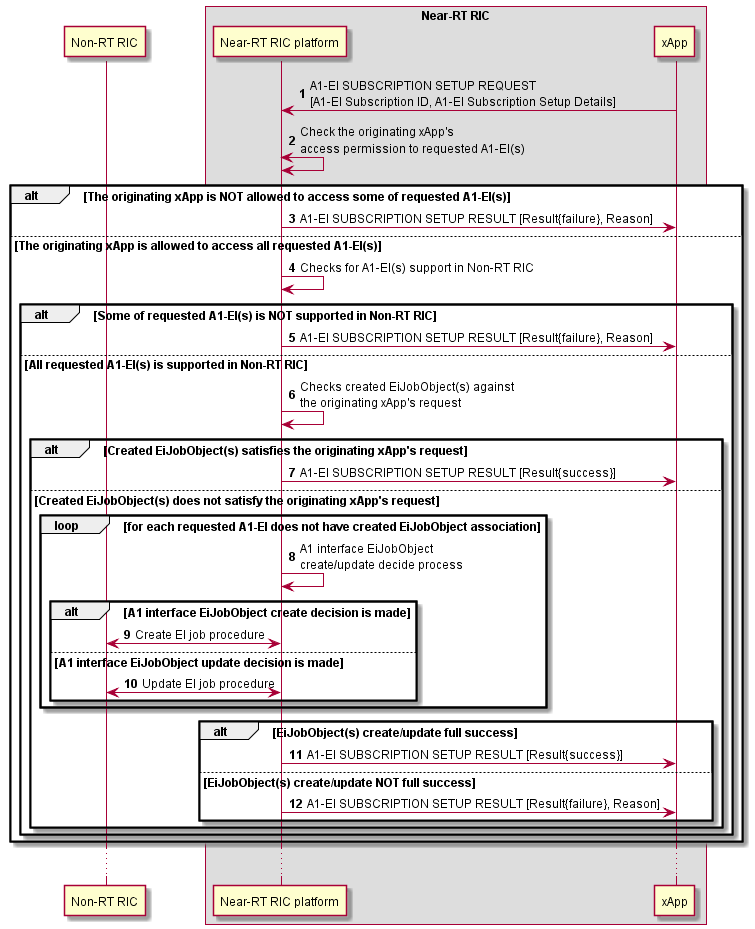 Near-RT RIC
Non-RT RIC
Near-RT RIC platform
xApp
1 A1-EI SUBSCRIPTION SETUP REQUEST
[A1-EI Subscription ID, A1-EI Subscription Setup Details]
2 Check the originating xApp's
access permission to requested A1-EI(s)
alt [The originating xApp is NOT allowed to access some of requested A1-EI(s)]
3 A1-EI SUBSCRIPTION SETUP RESULT [Result{failure}, Reason]
[The originating xApp is allowed to access all requested A1-EI(s)]
4 Checks for A1-EI(s) support in Non-RT RIC
alt [Some of requested A1-EI(s) is NOT supported in Non-RT RIC]
5 A1-EI SUBSCRIPTION SETUP RESULT [Result{failure}, Reason]
[All requested A1-EI(s) is supported in Non-RT RIC]
6 Checks created EiJobObject(s) against
the originating xApp's request
alt [Created EiJobObject(s) satisfies the originating xApp's request]
7 A1-EI SUBSCRIPTION SETUP RESULT [Result{success}]
[Created EiJobObject(s) does not satisfy the originating xApp's request]
loop [for each requested A1-EI does not have created EiJobObject association]
8 A1 interface EiJobObject
create/update decide process
alt [A1 interface EiJobObject create decision is made]
9 Create EI job procedure
[A1 interface EiJobObject update decision is made]
10 Update EI job procedure
alt [EiJobObject(s) create/update full success]
11 A1-EI SUBSCRIPTION SETUP RESULT [Result{success}]
[EiJobObject(s) create/update NOT full success]
12 A1-EI SUBSCRIPTION SETUP RESULT [Result{failure}, Reason]
Non-RT RIC
Near-RT RIC platform
xApp